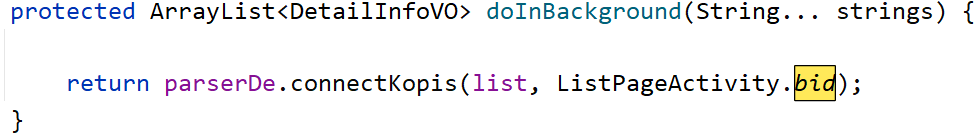 protected ArrayList<DetailInfoVO> doInBackground(String... strings) {
return parserDe.connectKopis(list, ListPageActivity.bid);
}